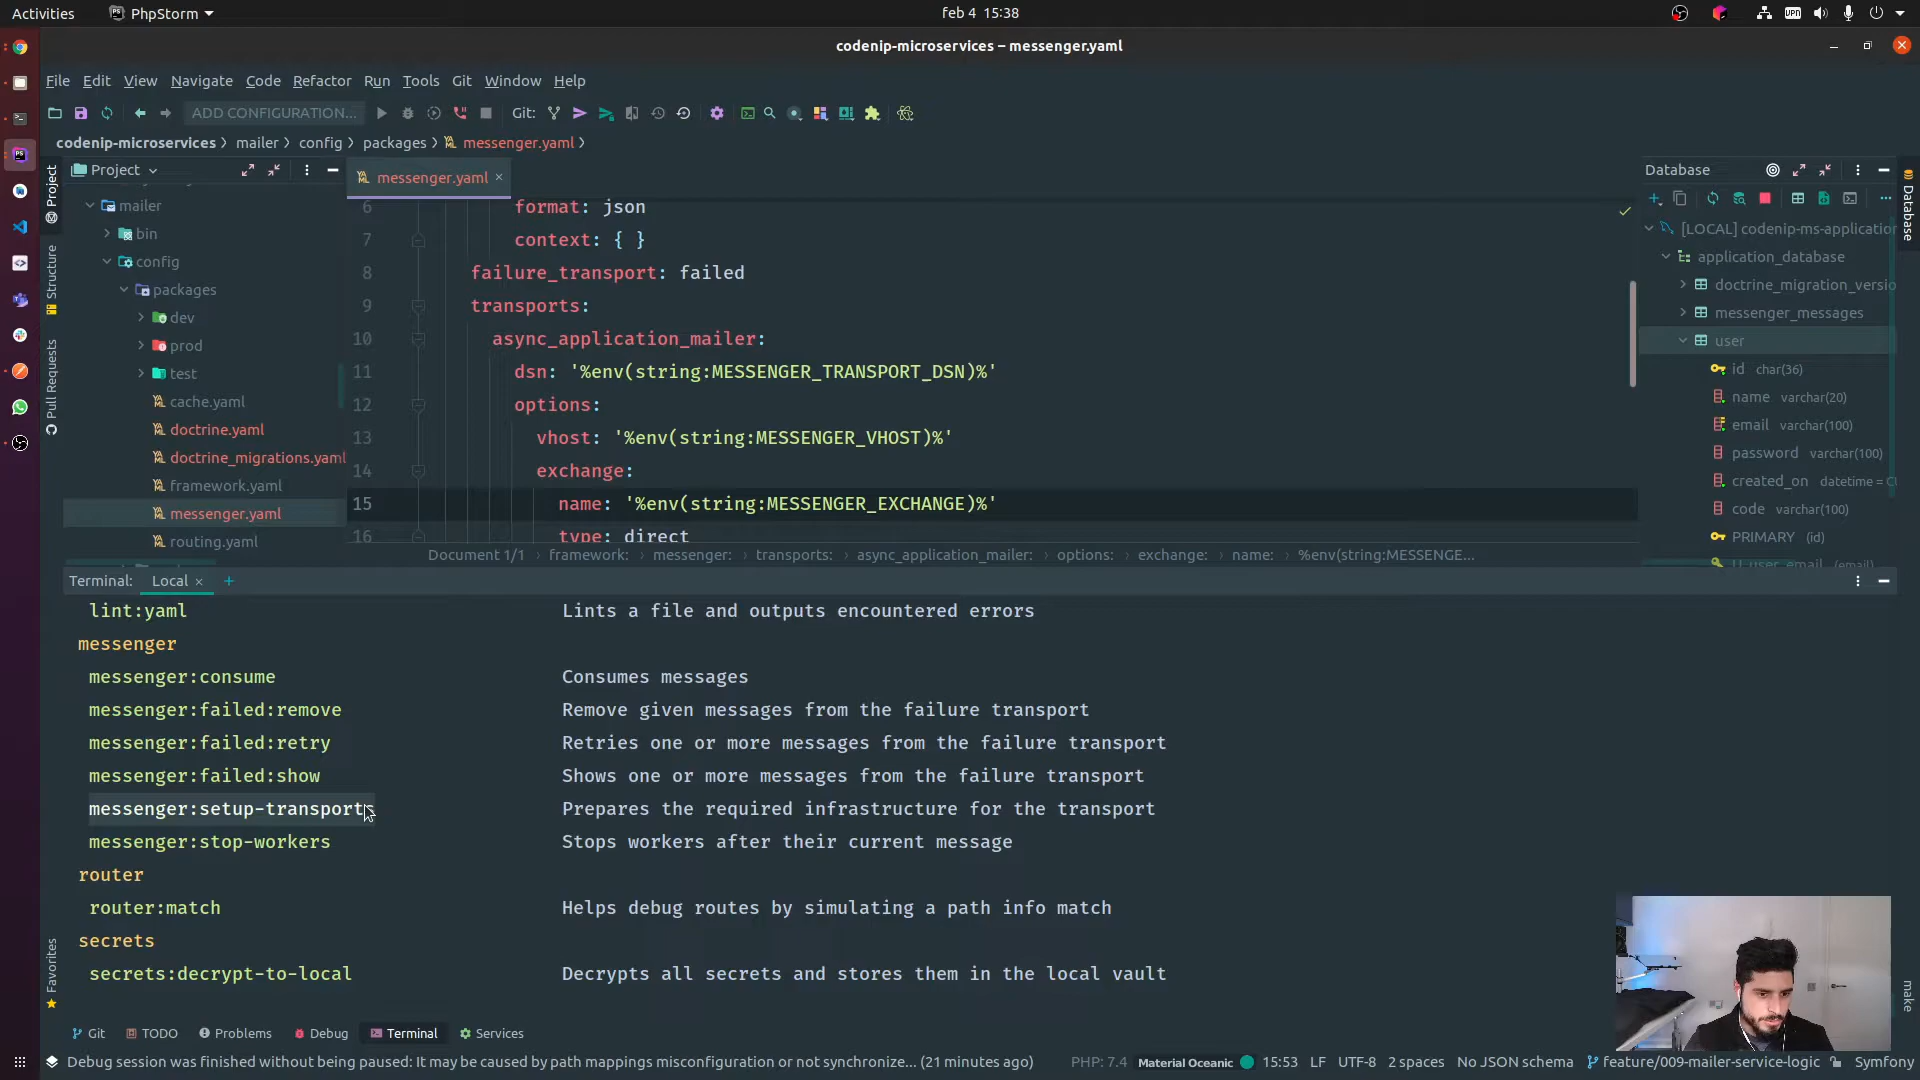 Activities PhpStorm feb 4 15:38 VPN
codenip-microservices – messenger.yaml
File Edit View Navigate Code Refactor Run Tools Git Window Help
ADD CONFIGURATION... Git:
codenip-microservices mailer config packages messenger.yaml
Project messenger.yaml Database
mailer
bin
config
packages
dev
prod
test
cache.yaml
doctrine.yaml
doctrine_migrations.yaml
framework.yaml
messenger.yaml
routing.yaml
6 format: json
7 context: { }
8 failure_transport: failed
9 transports:
10 async_application_mailer:
11 dsn: '%env(string:MESSENGER_TRANSPORT_DSN)%'
12 options:
13 vhost: '%env(string:MESSENGER_VHOST)%'
14 exchange:
15 name: '%env(string:MESSENGER_EXCHANGE)%'
16 type: direct
Document 1/1 framework: messenger: transports: async_application_mailer: options: exchange: name: %env(string:MESSENGE...
[LOCAL] codenip-ms-application
application_database
doctrine_migration_versio
messenger_messages
user
id char(36)
name varchar(20)
email varchar(100)
password varchar(100)
created_on datetime = CU
code varchar(100)
PRIMARY (id)
U_user_email (email)
Project
Structure
Pull Requests
Favorites
Database
make
Terminal: Local
lint:yaml Lints a file and outputs encountered errors
messenger
messenger:consume Consumes messages
messenger:failed:remove Remove given messages from the failure transport
messenger:failed:retry Retries one or more messages from the failure transport
messenger:failed:show Shows one or more messages from the failure transport
messenger:setup-transports Prepares the required infrastructure for the transport
messenger:stop-workers Stops workers after their current message
router
router:match Helps debug routes by simulating a path info match
secrets
secrets:decrypt-to-local Decrypts all secrets and stores them in the local vault
Git TODO Problems Debug Terminal Services
Debug session was finished without being paused: It may be caused by path mappings misconfiguration or not synchronize... (21 minutes ago) PHP: 7.4 Material Oceanic 15:53 LF UTF-8 2 spaces No JSON schema feature/009-mailer-service-logic Symfony